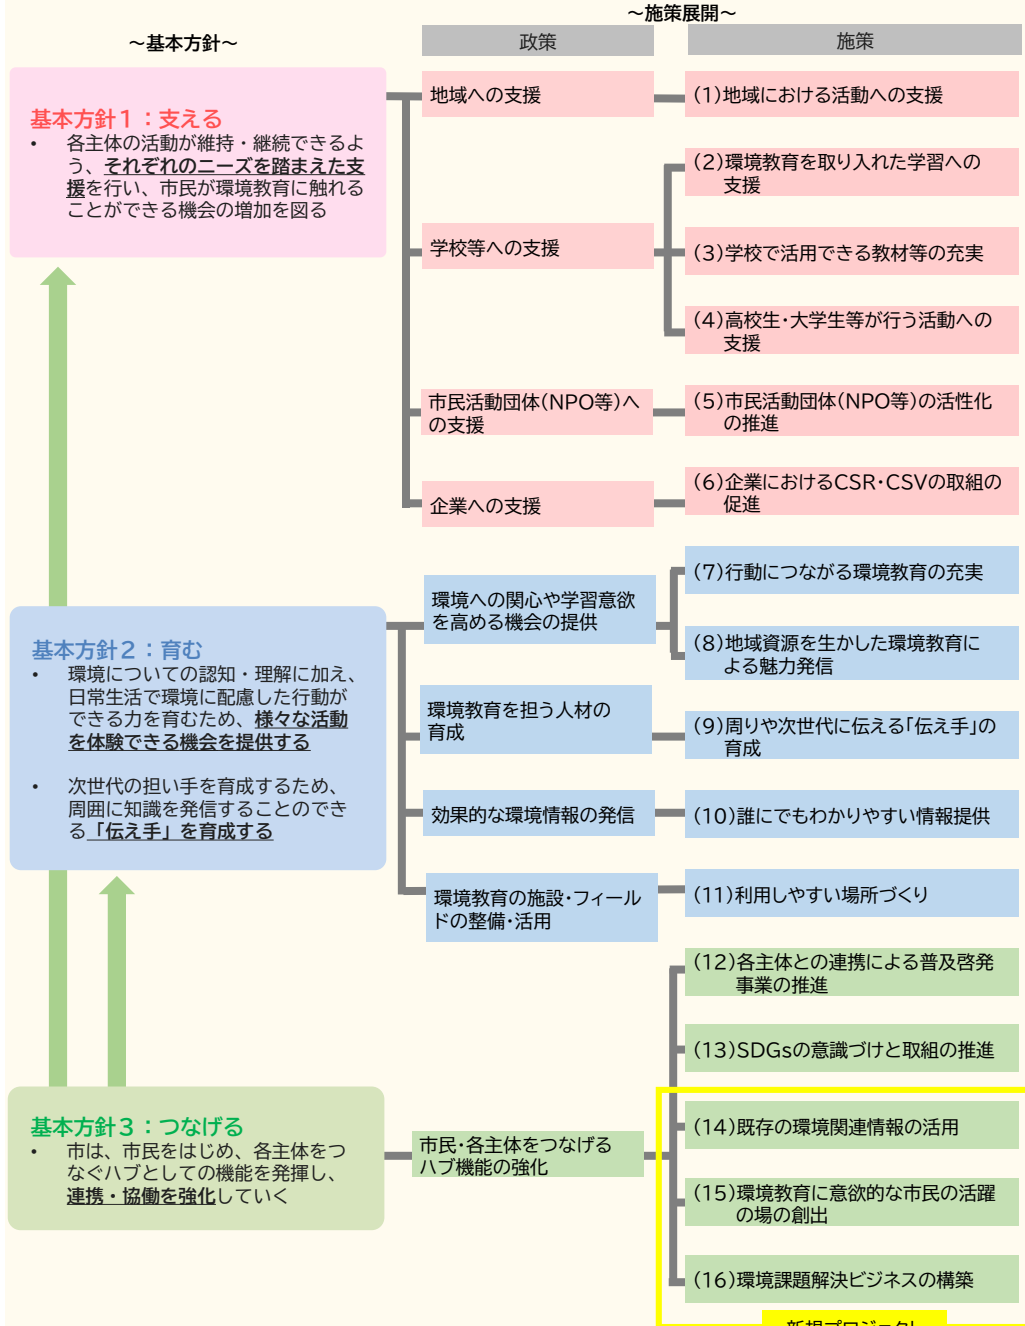 ～施策展開～
～基本方針～
政策
施策
基本方針１：支える
• 各主体の活動が維持・継続できるよ
う、それぞれのニーズを踏まえた支
援を行い、市民が環境教育に触れる
ことができる機会の増加を図る
地域への支援
(1)地域における活動への支援
学校等への支援
(2)環境教育を取り入れた学習への
支援
(3)学校で活用できる教材等の充実
(4)高校生・大学生等が行う活動への
支援
市民活動団体(NPO等)へ
の支援
(5)市民活動団体(NPO等)の活性化
の推進
企業への支援
(6)企業におけるCSR・CSVの取組の
促進
基本方針２：育む
• 環境についての認知・理解に加え、
日常生活で環境に配慮した行動が
できる力を育むため、様々な活動
を体験できる機会を提供する
• 次世代の担い手を育成するため、
周囲に知識を発信することのでき
る「伝え手」を育成する
環境への関心や学習意欲
を高める機会の提供
(7)行動につながる環境教育の充実
(8)地域資源を生かした環境教育に
よる魅力発信
環境教育を担う人材の
育成
(9)周りや次世代に伝える「伝え手」の
育成
効果的な環境情報の発信
(10)誰にでもわかりやすい情報提供
環境教育の施設・フィール
ドの整備・活用
(11)利用しやすい場所づくり
基本方針３：つなげる
• 市は、市民をはじめ、各主体をつ
なぐハブとしての機能を発揮し、
連携・協働を強化していく
市民・各主体をつなげる
ハブ機能の強化
(12)各主体との連携による普及啓発
事業の推進
(13)SDGsの意識づけと取組の推進
(14)既存の環境関連情報の活用
(15)環境教育に意欲的な市民の活躍
の場の創出
(16)環境課題解決ビジネスの構築
新規プロジェクト